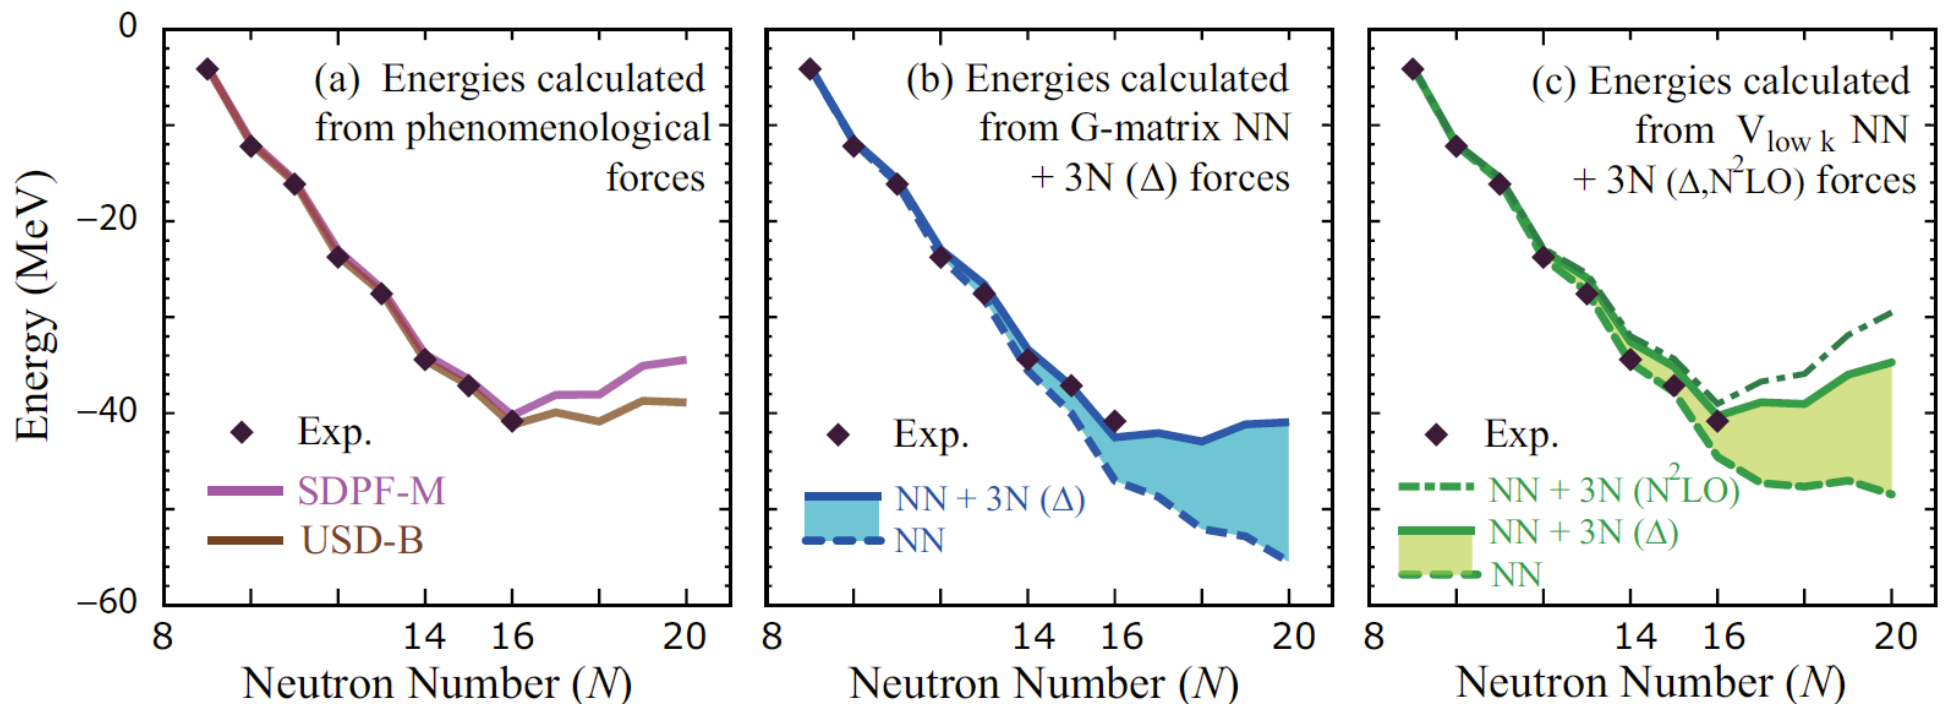 0
−20
−40
−60
Energy (MeV)
(a) Energies calculated
from phenomenological
forces
Exp.
SDPF-M
USD-B
8
14
16
20
Neutron Number (N)
(b) Energies calculated
from G-matrix NN
+ 3N (Δ) forces
Exp.
NN + 3N (Δ)
NN
8
14
16
20
Neutron Number (N)
(c) Energies calculated
from V_low k NN
+ 3N (Δ,N²LO) forces
Exp.
NN + 3N (N²LO)
NN + 3N (Δ)
NN
8
14
16
20
Neutron Number (N)